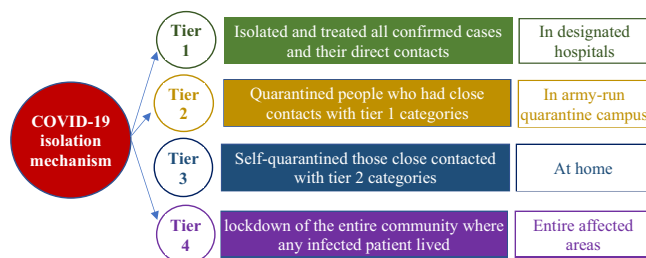 COVID-19
isolation
mechanism
Tier
1
Isolated and treated all confirmed cases
and their direct contacts
In designated
hospitals
Tier
2
Quarantined people who had close
contacts with tier 1 categories
In army-run
quarantine campus
Tier
3
Self-quarantined those close contacted
with tier 2 categories
At home
Tier
4
lockdown of the entire community where
any infected patient lived
Entire affected
areas